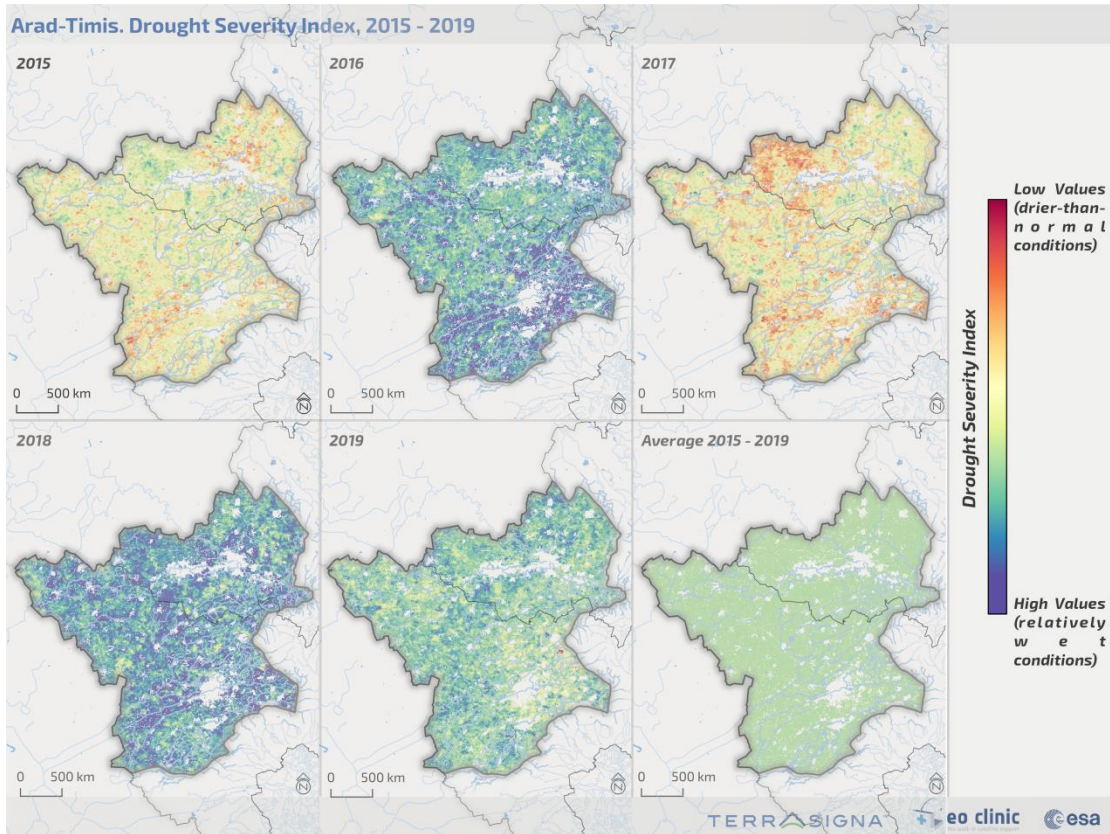 Arad-Timis. Drought Severity Index, 2015 - 2019
2015
2016
2017
0 500 km
N
0 500 km
N
0 500 km
N
2018
2019
Average 2015 - 2019
0 500 km
N
0 500 km
N
0 500 km
N
Drought Severity Index
Low Values
(drier-than-
normal
conditions)
High Values
(relatively
wet
conditions)
TERRASIGNA
eo clinic
esa